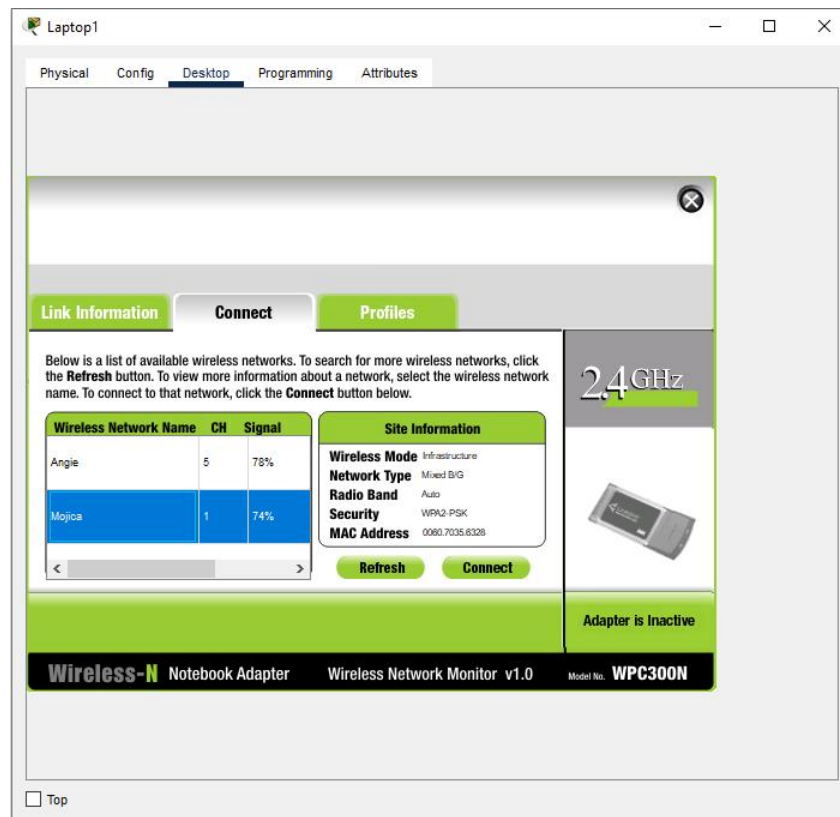 Laptop1
Physical Config Desktop Programming Attributes
Link Information Connect Profiles
Below is a list of available wireless networks. To search for more wireless networks, click
the Refresh button. To view more information about a network, select the wireless network
name. To connect to that network, click the Connect button below.
2.4GHz
Wireless Network Name CH Signal
Angie 5 78%
Mojica 1 74%
Site Information
Wireless Mode Infrastructure
Network Type Mixed B/G
Radio Band Auto
Security WPA2-PSK
MAC Address 0060.7035.6328
Refresh Connect
Adapter is Inactive
Wireless-N Notebook Adapter Wireless Network Monitor v1.0 Model No. WPC300N
Top